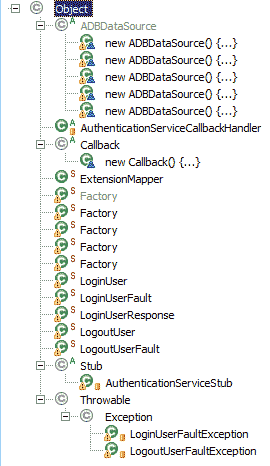 Object
ADBDataSource
new ADBDataSource() {...}
new ADBDataSource() {...}
new ADBDataSource() {...}
new ADBDataSource() {...}
new ADBDataSource() {...}
AuthenticationServiceCallbackHandler
Callback
new Callback() {...}
ExtensionMapper
Factory
Factory
Factory
Factory
Factory
LoginUser
LoginUserFault
LoginUserResponse
LogoutUser
LogoutUserFault
Stub
AuthenticationServiceStub
Throwable
Exception
LoginUserFaultException
LogoutUserFaultException